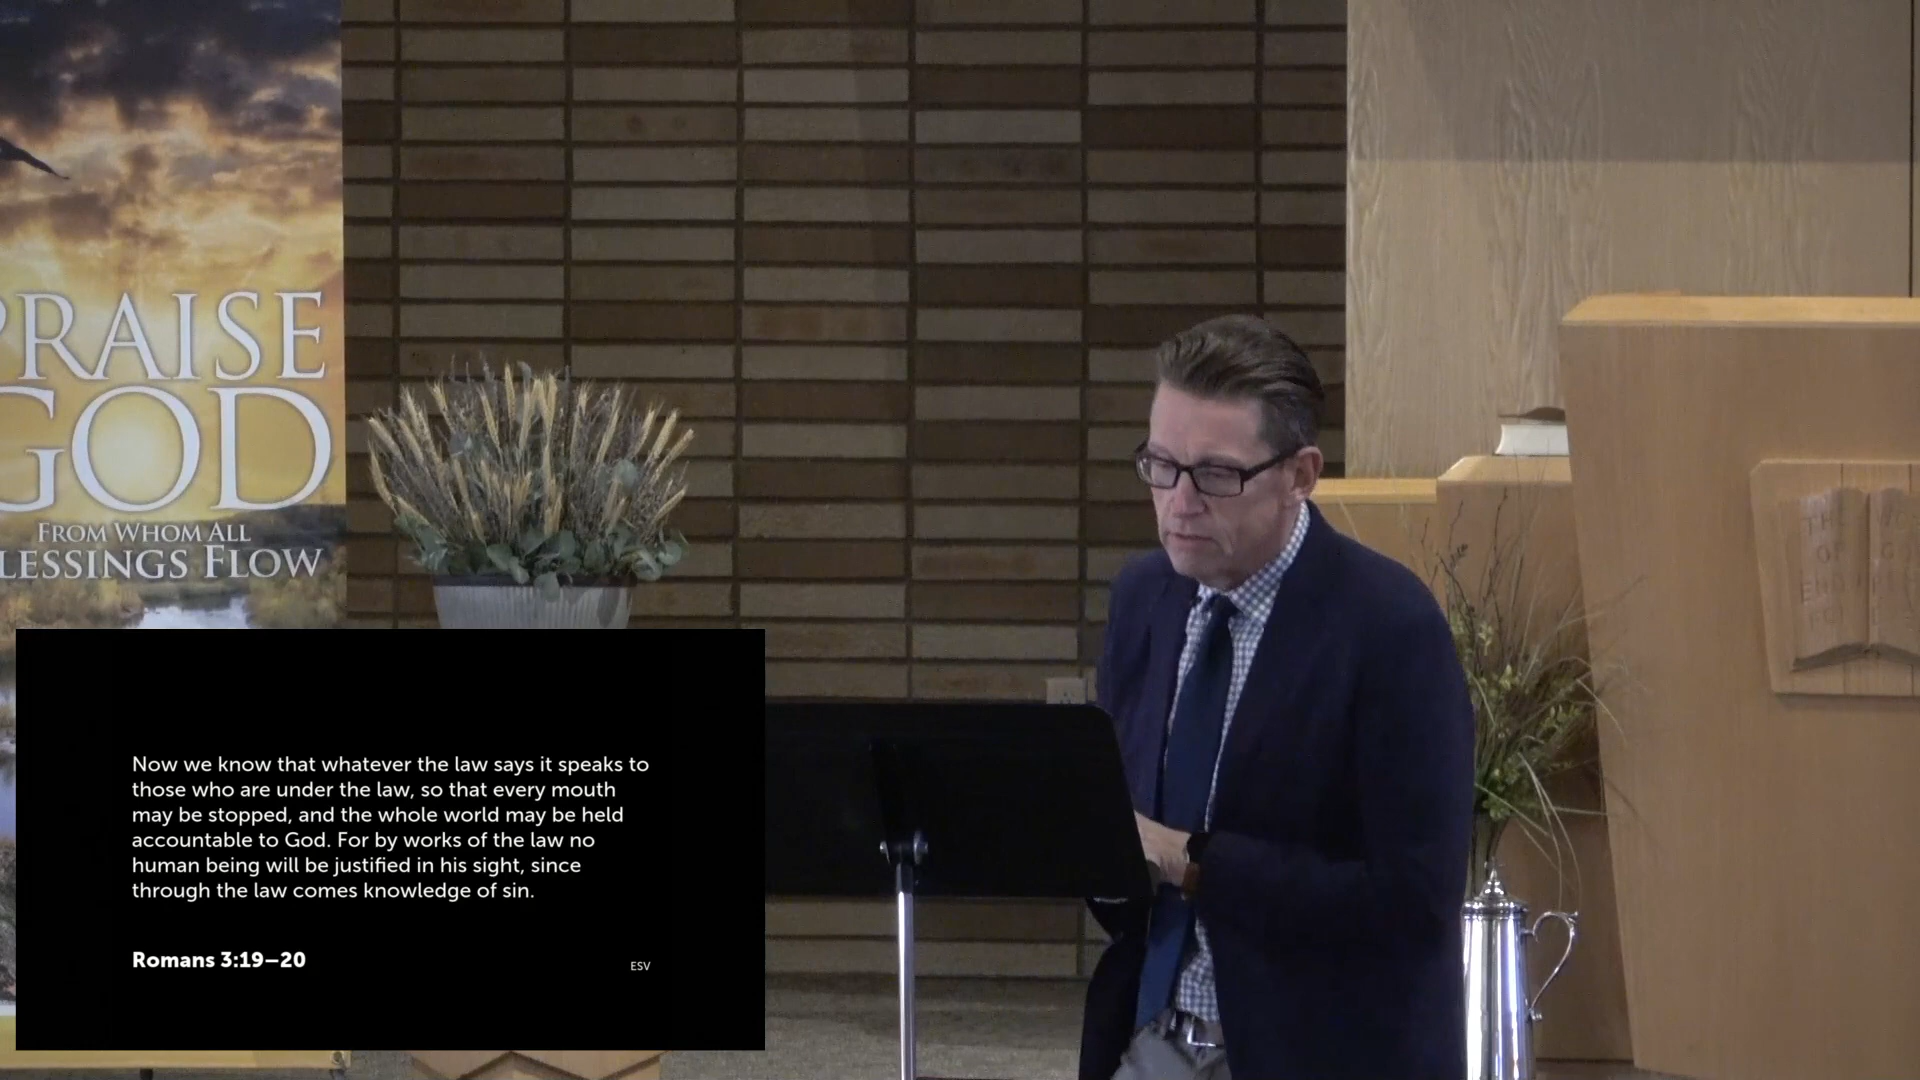 PRAISE
GOD
FROM WHOM ALL
LESSINGS FLOW
Now we know that whatever the law says it speaks to
those who are under the law, so that every mouth
may be stopped, and the whole world may be held
accountable to God. For by works of the law no
human being will be justified in his sight, since
through the law comes knowledge of sin.
Romans 3:19–20
ESV